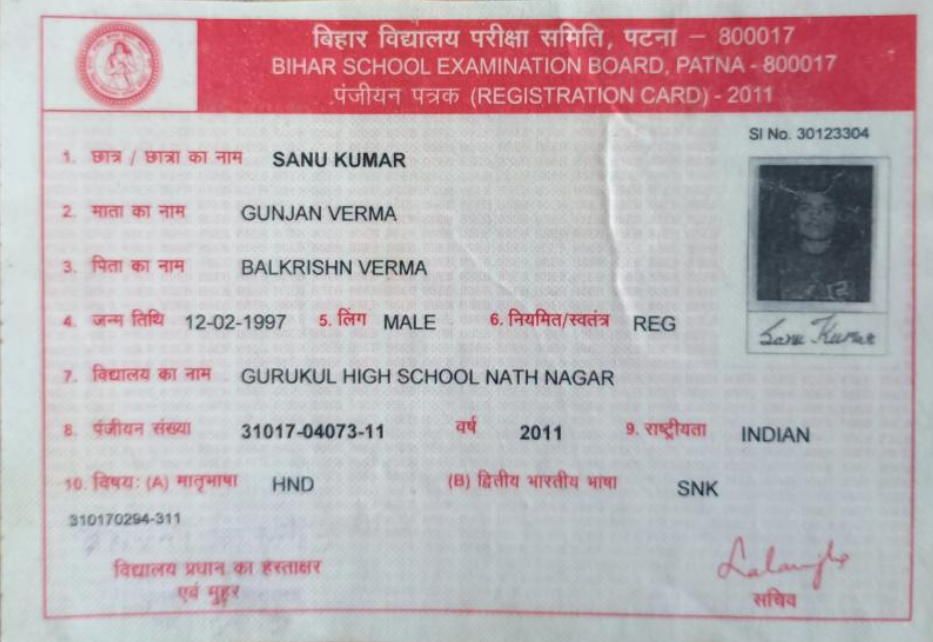 बिहार विद्यालय परीक्षा समिति, पटना – 800017
BIHAR SCHOOL EXAMINATION BOARD, PATNA - 800017
पंजीयन पत्रक (REGISTRATION CARD) - 2011
SI No. 30123304
1. छात्र / छात्रा का नाम SANU KUMAR
2. माता का नाम GUNJAN VERMA
3. पिता का नाम BALKRISHN VERMA
4. जन्म तिथि 12-02-1997 5. लिंग MALE 6. नियमित/स्वतंत्र REG
Sanu Kumar
7. विद्यालय का नाम GURUKUL HIGH SCHOOL NATH NAGAR
8. पंजीयन संख्या 31017-04073-11 वर्ष 2011 9. राष्ट्रीयता INDIAN
10. विषय: (A) मातृभाषा HND (B) द्वितीय भारतीय भाषा SNK
310170294-311
विद्यालय प्रधान का हस्ताक्षर
एवं मुहर
सचिव